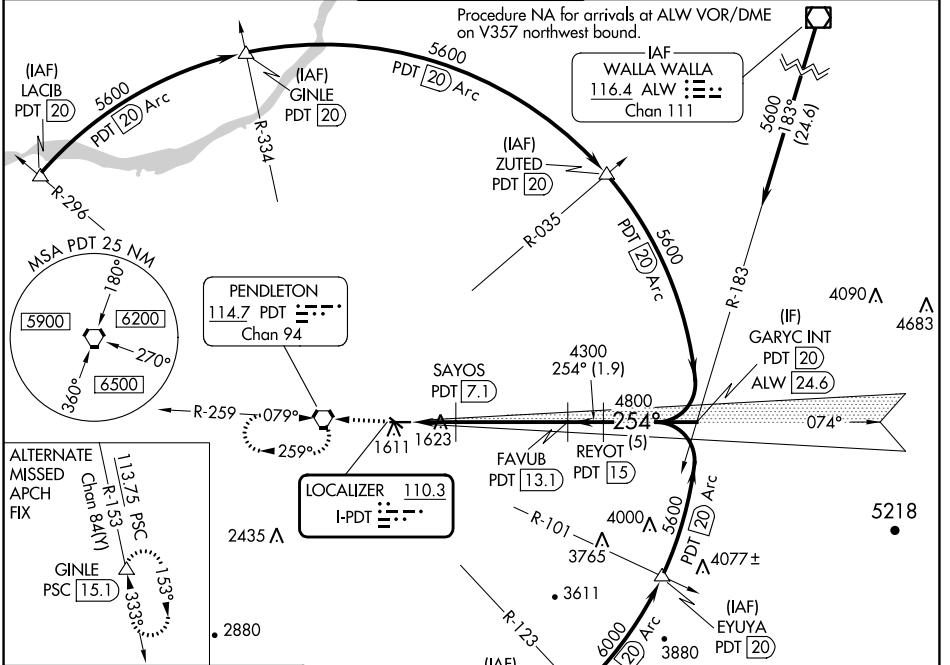 Procedure NA for arrivals at ALW VOR/DME
on V357 northwest bound.
IAF
WALLA WALLA
116.4 ALW
Chan 111
5600
183°
(24.6)
(IAF)
LACIB
PDT 20
5600
PDT 20 Arc
(IAF)
GINLE
PDT 20
R-334
R-296
5600
PDT 20 Arc
(IAF)
ZUTED
PDT 20
R-035
5600
PDT 20 Arc
R-183
MSA PDT 25 NM
180°
5900
6200
270°
360°
6500
PENDLETON
114.7 PDT
Chan 94
4090
4683
(IF)
GARYC INT
PDT 20
ALW 24.6
SAYOS
PDT 7.1
4300
254° (1.9)
4800
254°
(5)
074°
R-259
079°
259°
1611
1623
FAVUB
PDT 13.1
REYOT
PDT 15
LOCALIZER 110.3
I-PDT
ALTERNATE
MISSED
APCH
FIX
113.75 PSC
Chan 84(Y)
R-153
GINLE
PSC 15.1
153°
333°
2435
2880
R-101
4000
3765
3611
5600
PDT 20 Arc
4077±
5218
(IAF)
EYUYA
PDT 20
R-123
6000
20 Arc
3880
(IAF)